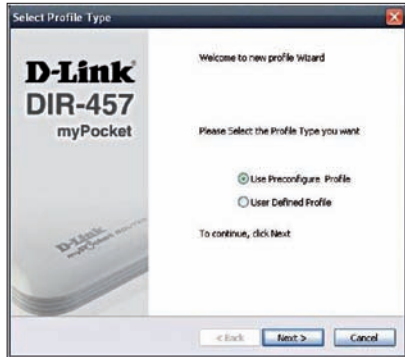 Select Profile Type
D-Link
DIR-457
myPocket
D-Link
Welcome to new profile Wizard
Please Select the Profile Type you want
Use Preconfigure Profile
User Defined Profile
To continue, click Next
< Back
Next >
Cancel